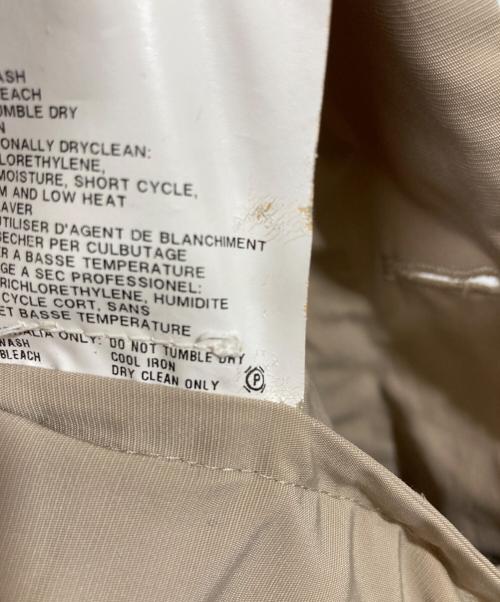 ASH
EACH
UMBLE DRY
N
ONALLY DRYCLEAN:
LORETHYLENE,
MOISTURE, SHORT CYCLE,
M AND LOW HEAT
AVER
UTILISER D'AGENT DE BLANCHIMENT
SECHER PER CULBUTAGE
R A BASSE TEMPERATURE
GE A SEC PROFESSIONEL:
RICHLORETHYLENE, HUMIDITE
CYCLE CORT, SANS
ET BASSE TEMPERATURE
ALIA ONLY: DO NOT TUMBLE DRY
WASH COOL IRON
BLEACH DRY CLEAN ONLY P